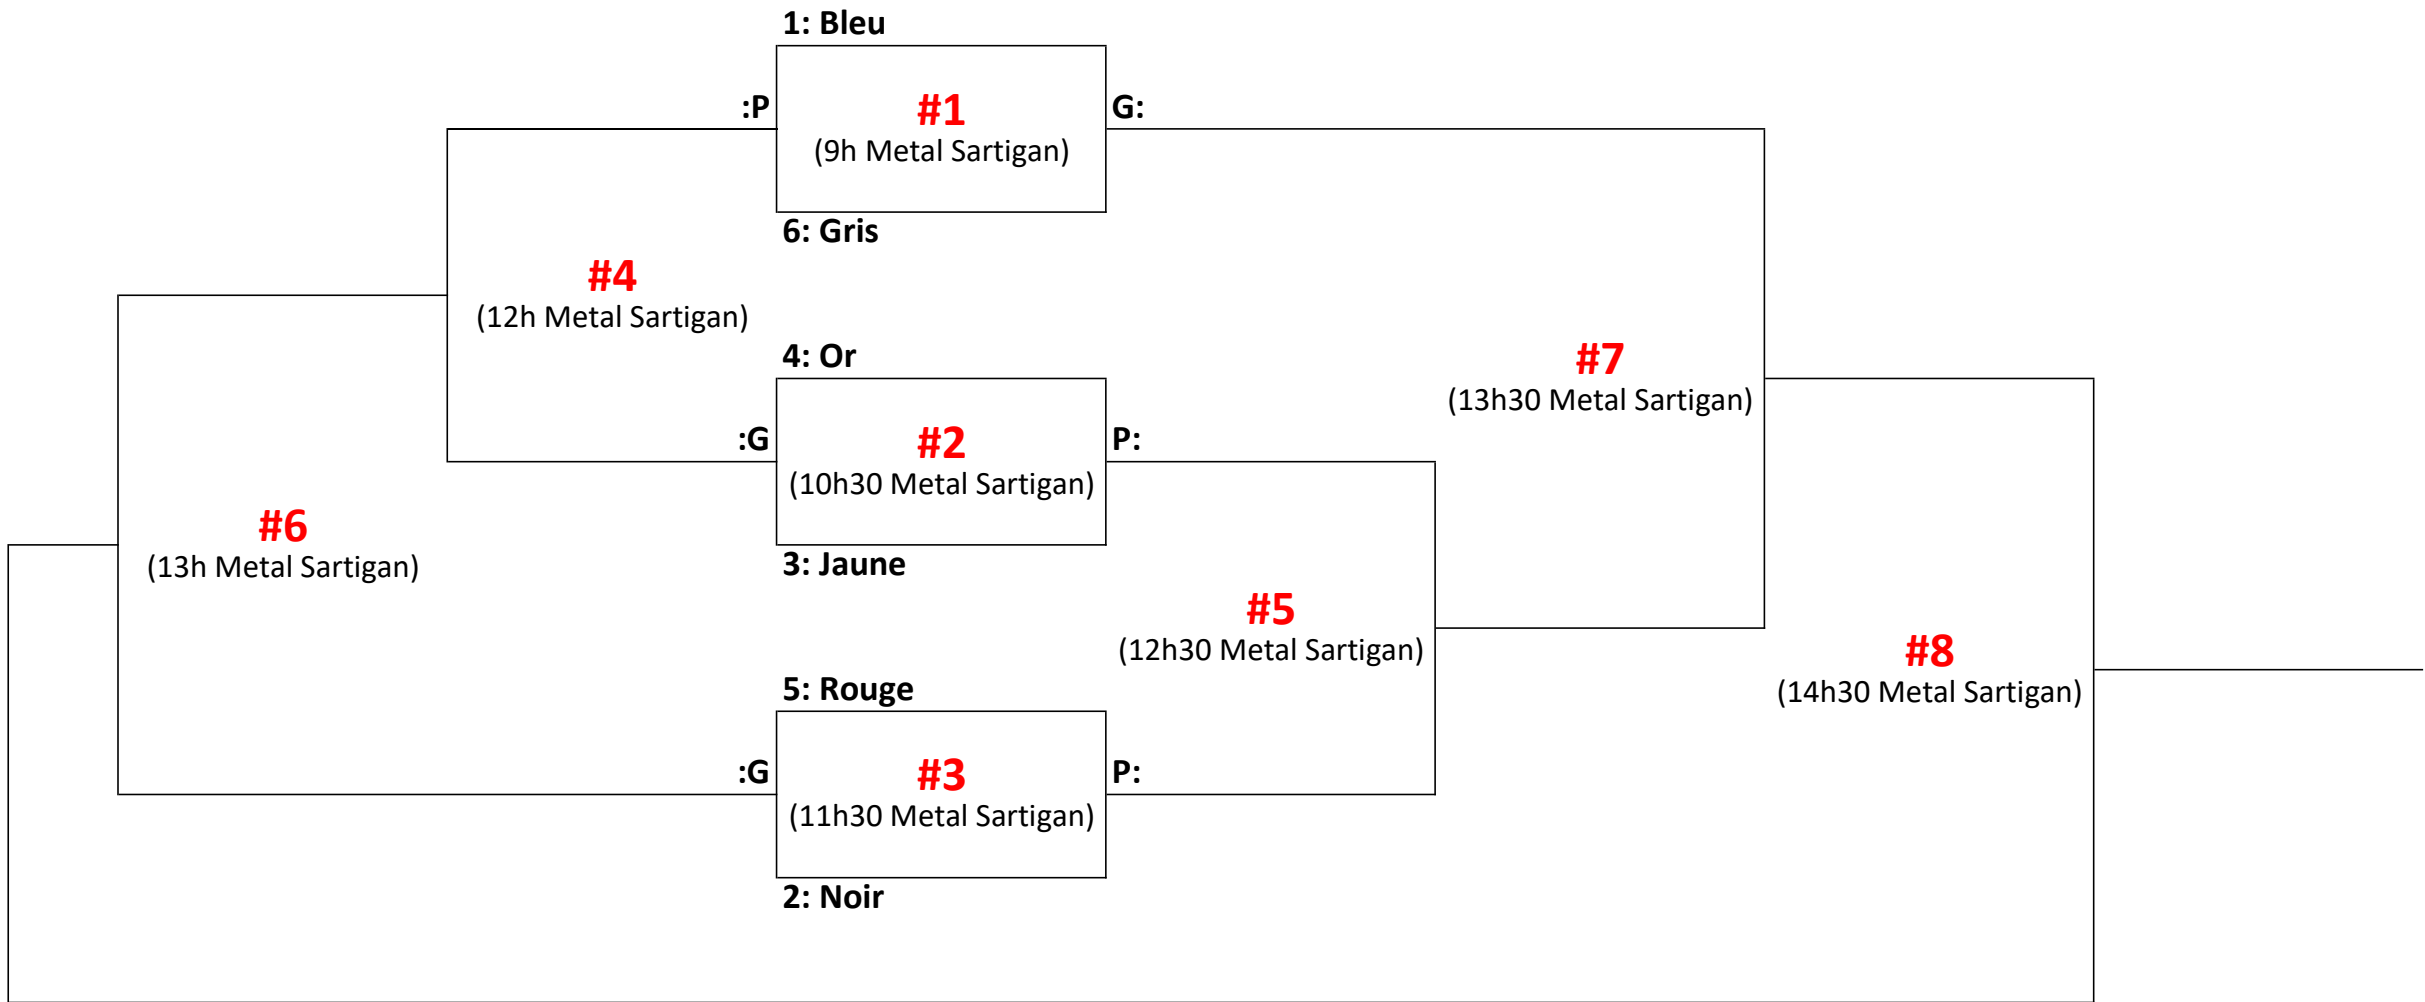 1: Bleu
:P
#1
G:
(9h Metal Sartigan)
6: Gris
#4
(12h Metal Sartigan)
4: Or
#7
(13h30 Metal Sartigan)
:G
#2
P:
(10h30 Metal Sartigan)
#6
(13h Metal Sartigan)
3: Jaune
#5
(12h30 Metal Sartigan)
#8
(14h30 Metal Sartigan)
5: Rouge
:G
#3
P:
(11h30 Metal Sartigan)
2: Noir